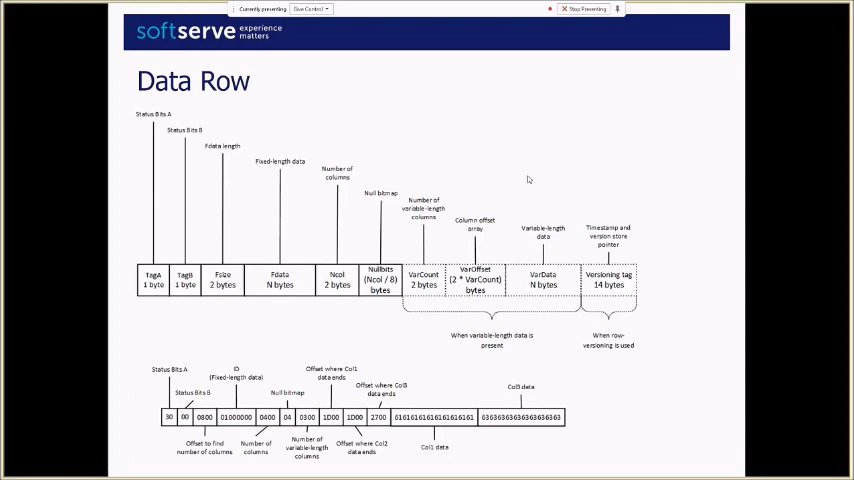 Currently presenting
Give Control
Stop Presenting
softserve experience
matters
Data Row
Status Bits A
Status Bits B
Fdata length
Fixed-length data
Number of
columns
Null bitmap
Number of
variable-length
columns
Column offset
array
Variable-length
data
Timestamp and
version store
pointer
TagA
1 byte
TagB
1 byte
Fsize
2 bytes
Fdata
N bytes
Ncol
2 bytes
Nullbits
(Ncol / 8)
bytes
VarCount
2 bytes
VarOffset
(2 * VarCount)
bytes
VarData
N bytes
Versioning tag
14 bytes
When variable-length data is
present
When row-
versioning is used
Status Bits A
Status Bits B
ID
(Fixed-length data)
Null bitmap
Offset where Col1
data ends
Offset where Col3
data ends
Col3 data
30 00 0800 01000000 0400 04 0300 1D00 1D00 2700 61616161616161616161 63636363636363636363
Offset to find
number of columns
Number of
columns
Number of
variable-length
columns
Offset where Col2
data ends
Col1 data